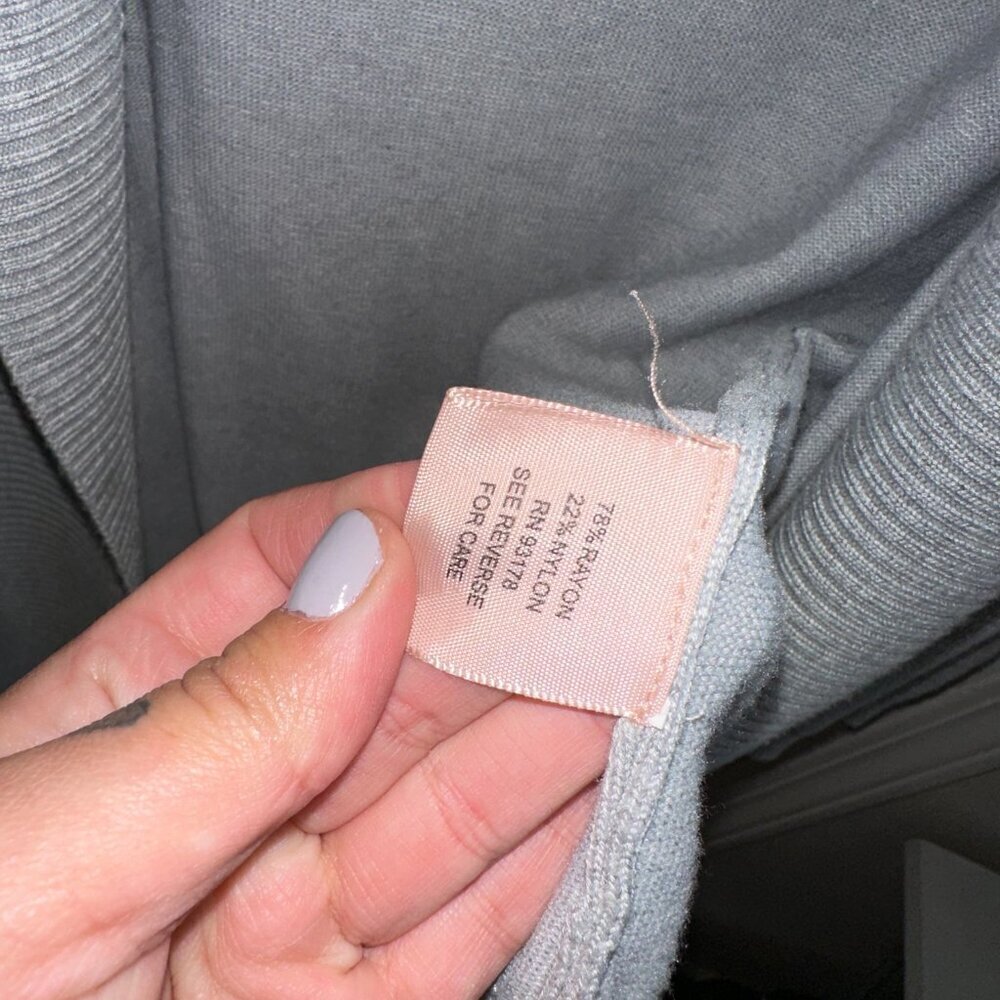 78% RAYON
22% NYLON
RN 93178
SEE REVERSE
FOR CARE